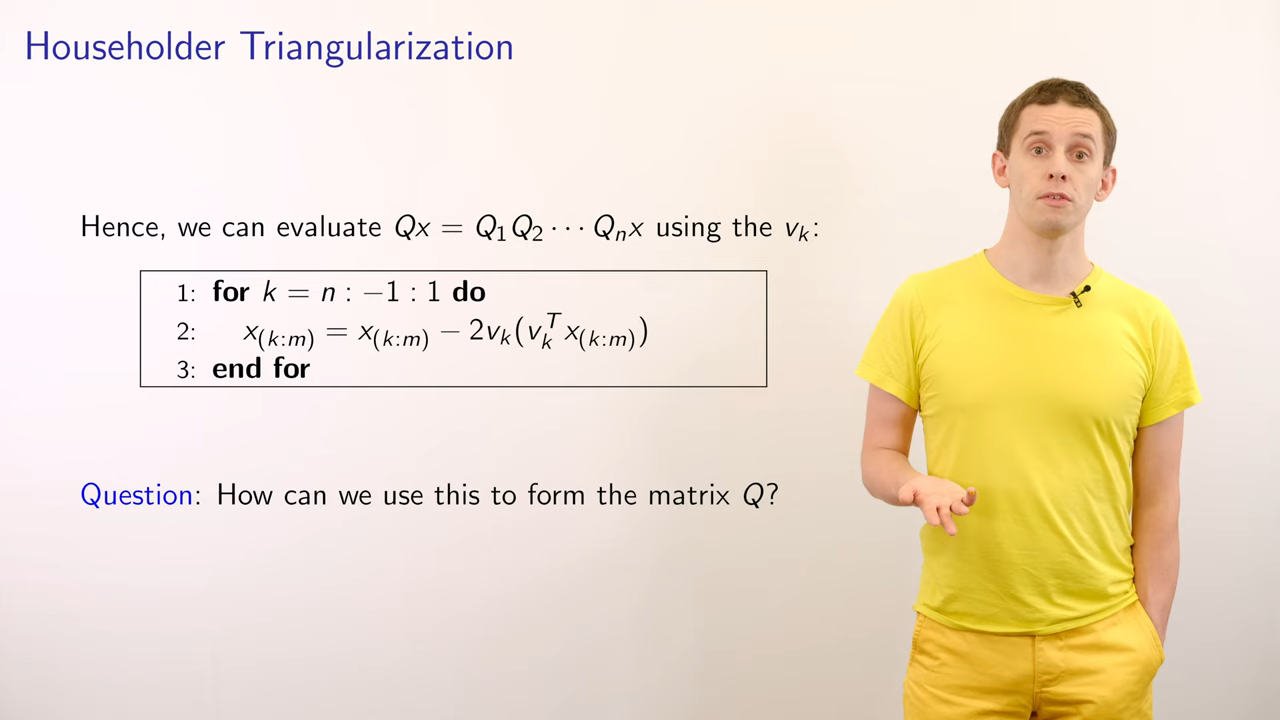 Householder Triangularization
Hence, we can evaluate Qx = Q₁Q₂ ⋯ Qₙx using the vₖ:
1: for k = n : −1 : 1 do
2: x₍ₖ:ₘ₎ = x₍ₖ:ₘ₎ − 2vₖ(vₖᵀx₍ₖ:ₘ₎)
3: end for
Question: How can we use this to form the matrix Q?